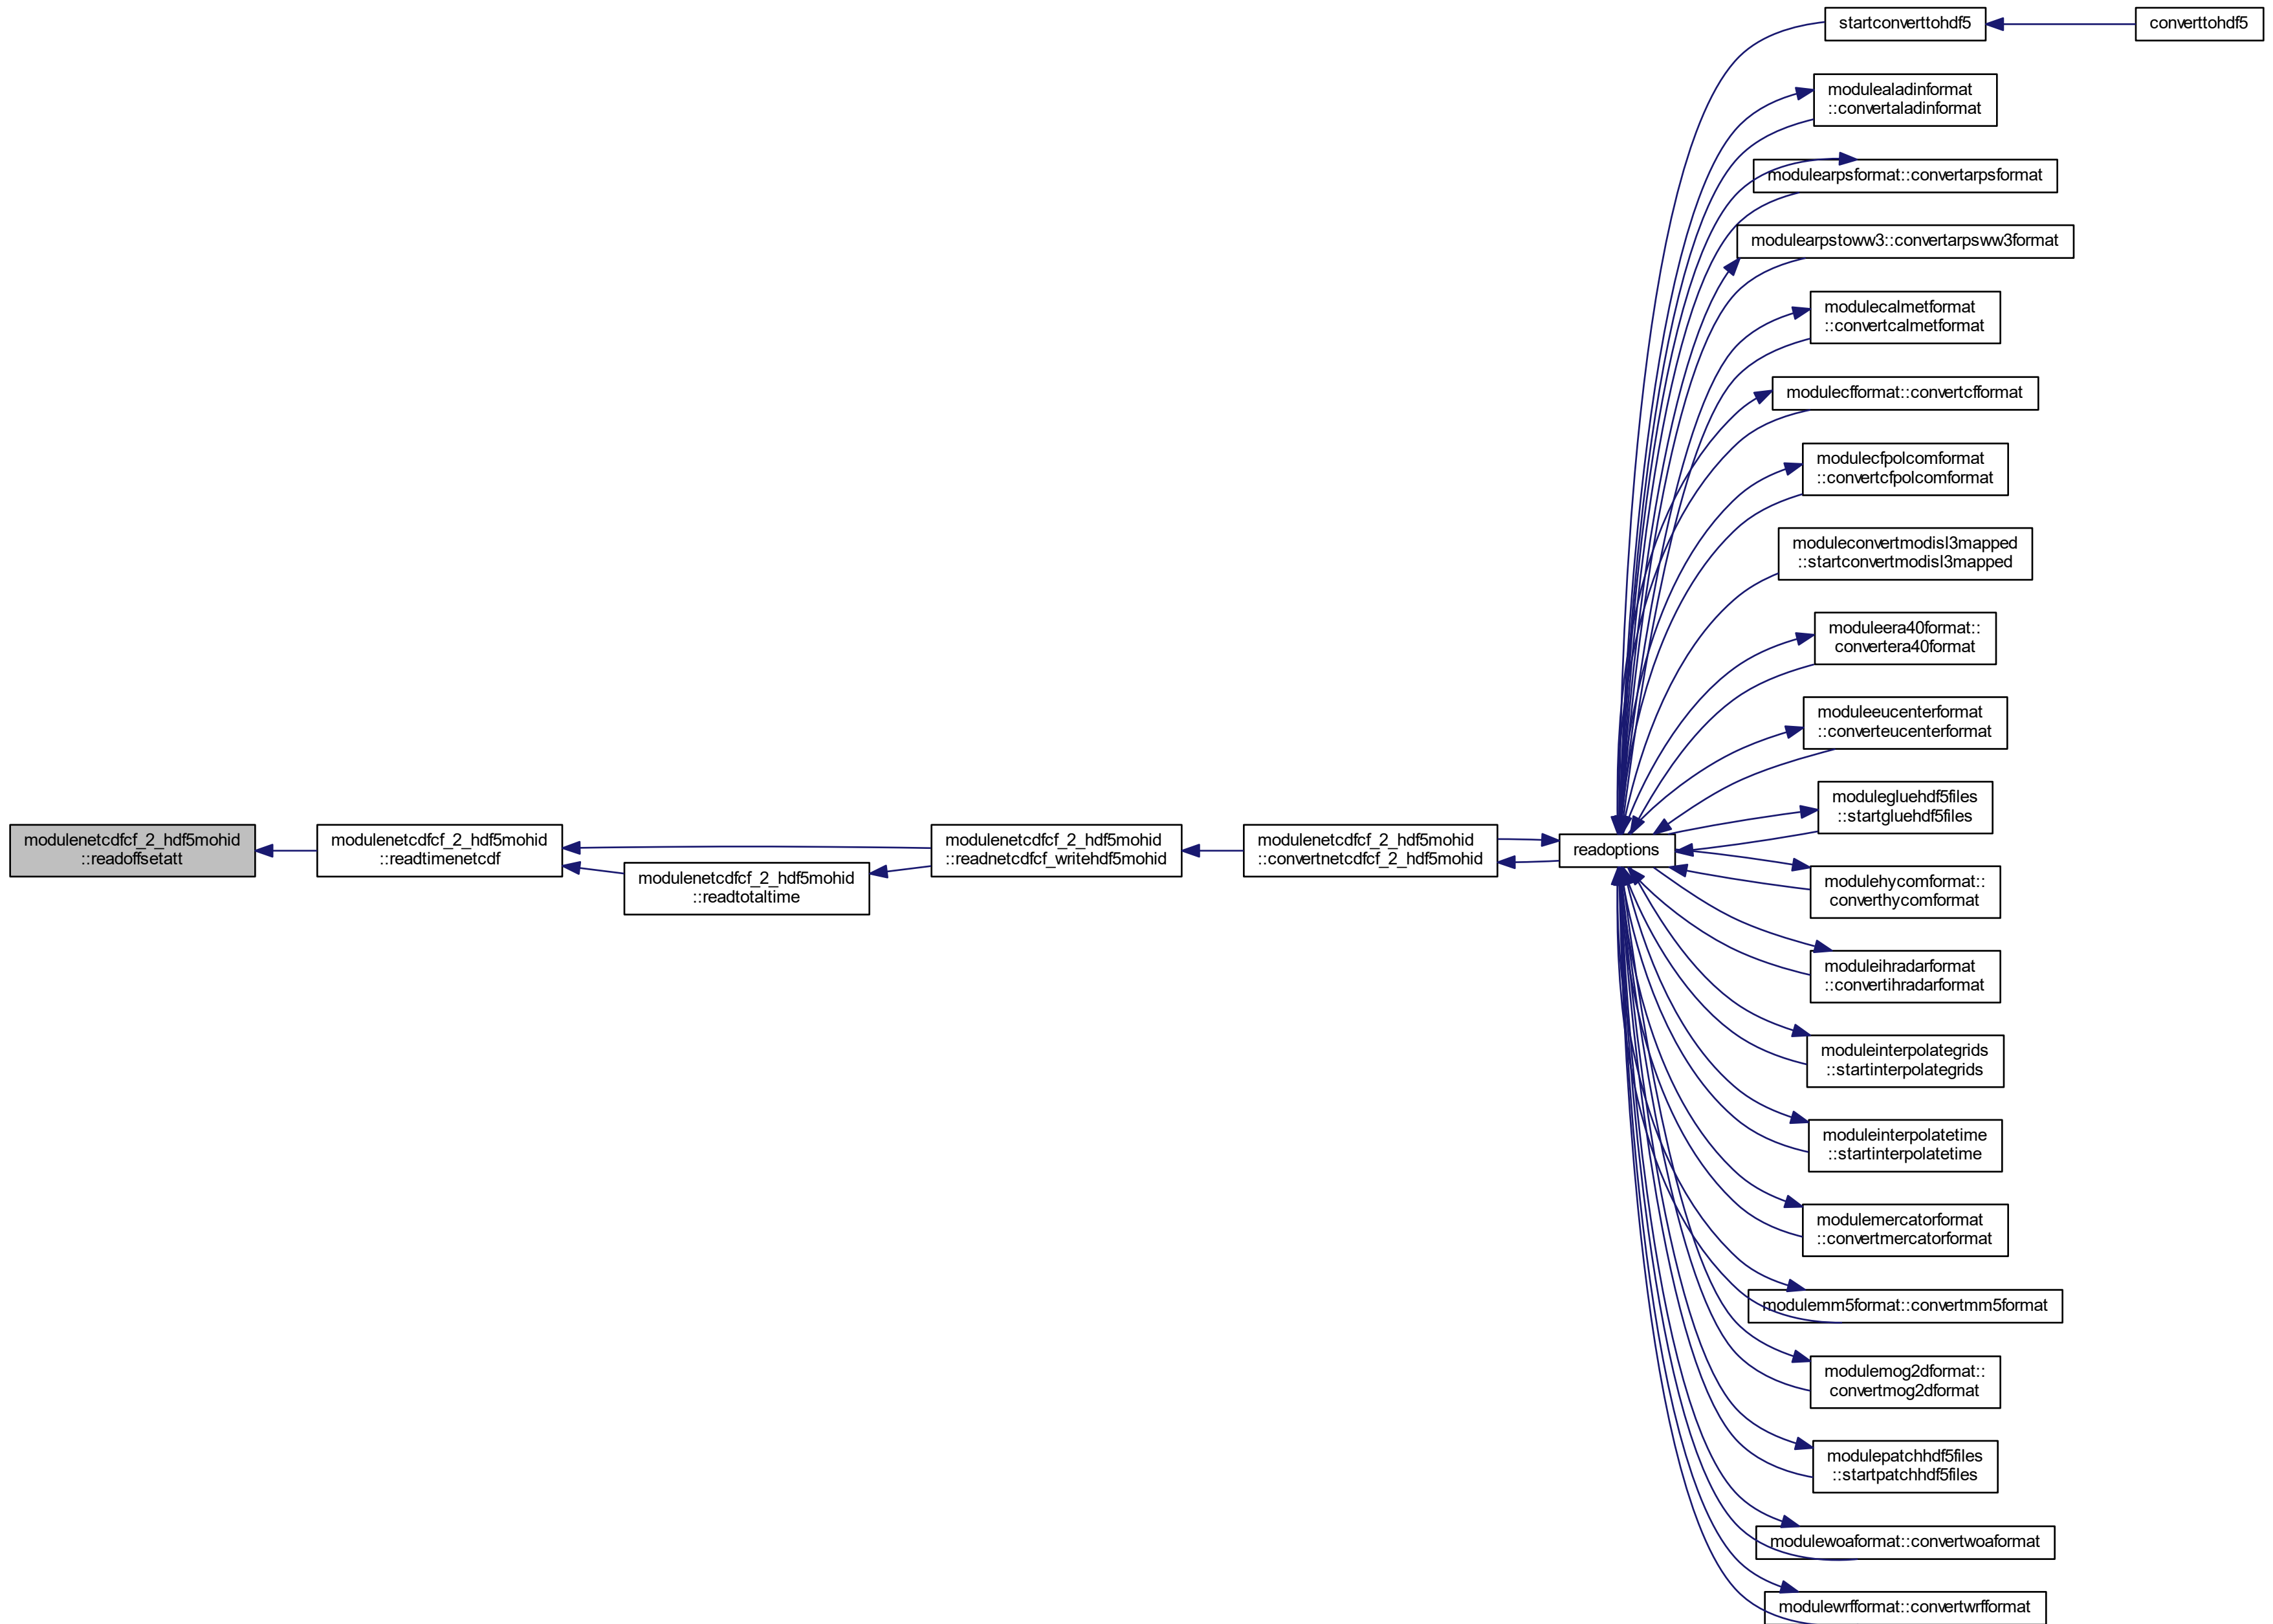 startconverttohdf5
converttohdf5
modulealadinformat
::convertaladinformat
modulearpsformat::convertarpsformat
modulearpstoww3::convertarpsww3format
modulecalmetformat
::convertcalmetformat
modulecfformat::convertcfformat
modulecfpolcomformat
::convertcfpolcomformat
moduleconvertmodisl3mapped
::startconvertmodisl3mapped
moduleera40format::
convertera40format
moduleeucenterformat
::converteucenterformat
modulegluehdf5files
::startgluehdf5files
modulenetcdfcf_2_hdf5mohid
::readoffsetatt
modulenetcdfcf_2_hdf5mohid
::readtimenetcdf
modulenetcdfcf_2_hdf5mohid
::readtotaltime
modulenetcdfcf_2_hdf5mohid
::readnetcdfcf_writehdf5mohid
modulenetcdfcf_2_hdf5mohid
::convertnetcdfcf_2_hdf5mohid
readoptions
modulehycomformat::
converthycomformat
moduleihradarformat
::convertihradarformat
moduleinterpolategrids
::startinterpolategrids
moduleinterpolatetime
::startinterpolatetime
modulemercatorformat
::convertmercatorformat
modulemm5format::convertmm5format
modulemog2dformat::
convertmog2dformat
modulepatchhdf5files
::startpatchhdf5files
modulewoaformat::convertwoaformat
modulewrfformat::convertwrfformat